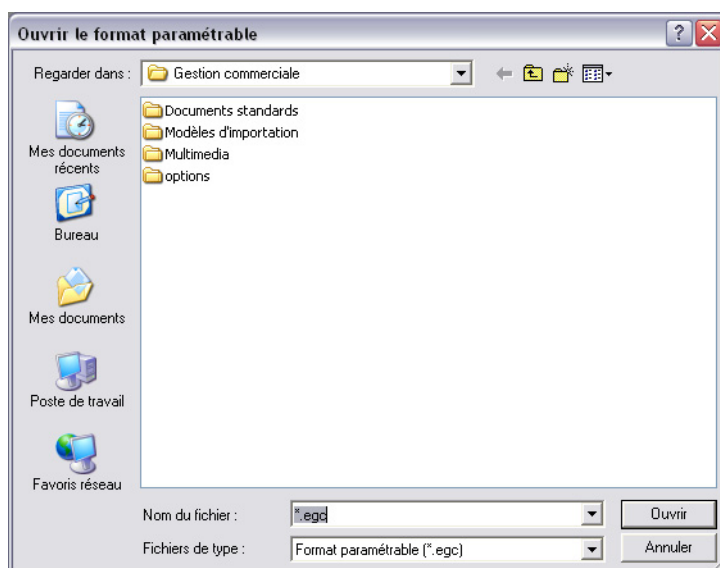 Ouvrir le format paramétrable
Regarder dans :
Gestion commerciale
Documents standards
Modèles d'importation
Multimedia
options
Mes documents
récents
Bureau
Mes documents
Poste de travail
Favoris réseau
Nom du fichier :
*.egc
Ouvrir
Fichiers de type :
Format paramétrable (*.egc)
Annuler